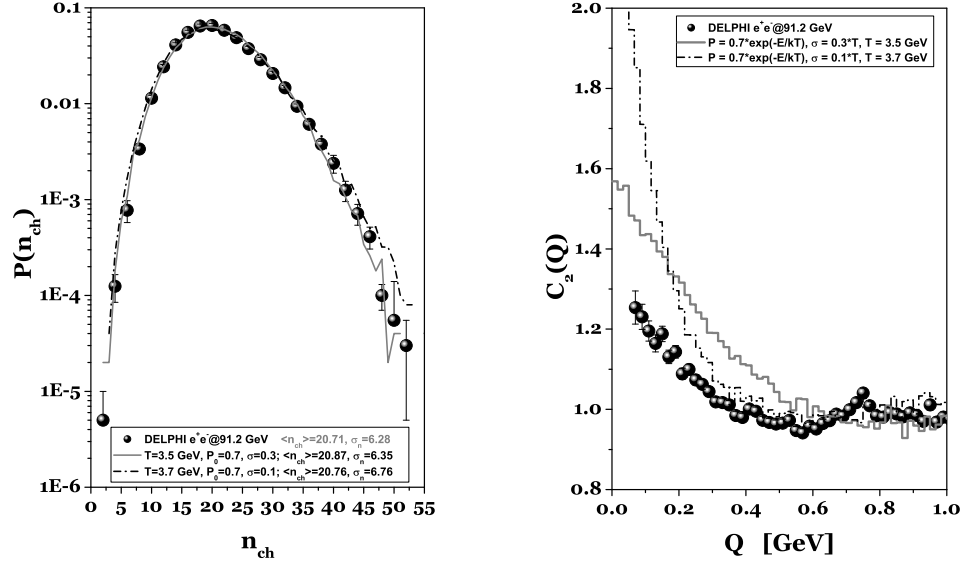 P(n_ch)
0.1
0.01
1E-3
1E-4
1E-5
1E-6
DELPHI e⁺e⁻@91.2 GeV <n_ch>=20.71, σ_n=6.28
T=3.5 GeV, P_0=0.7, σ=0.3; <n_ch>=20.87, σ_n=6.35
T=3.7 GeV, P_0=0.7, σ=0.1; <n_ch>=20.76, σ_n=6.76
0 5 10 15 20 25 30 35 40 45 50 55
n_ch
C_2(Q)
2.0
1.8
1.6
1.4
1.2
1.0
0.8
DELPHI e⁺e⁻@91.2 GeV
P = 0.7*exp(-E/kT), σ = 0.3*T, T = 3.5 GeV
P = 0.7*exp(-E/kT), σ = 0.1*T, T = 3.7 GeV
0.0 0.2 0.4 0.6 0.8 1.0
Q [GeV]